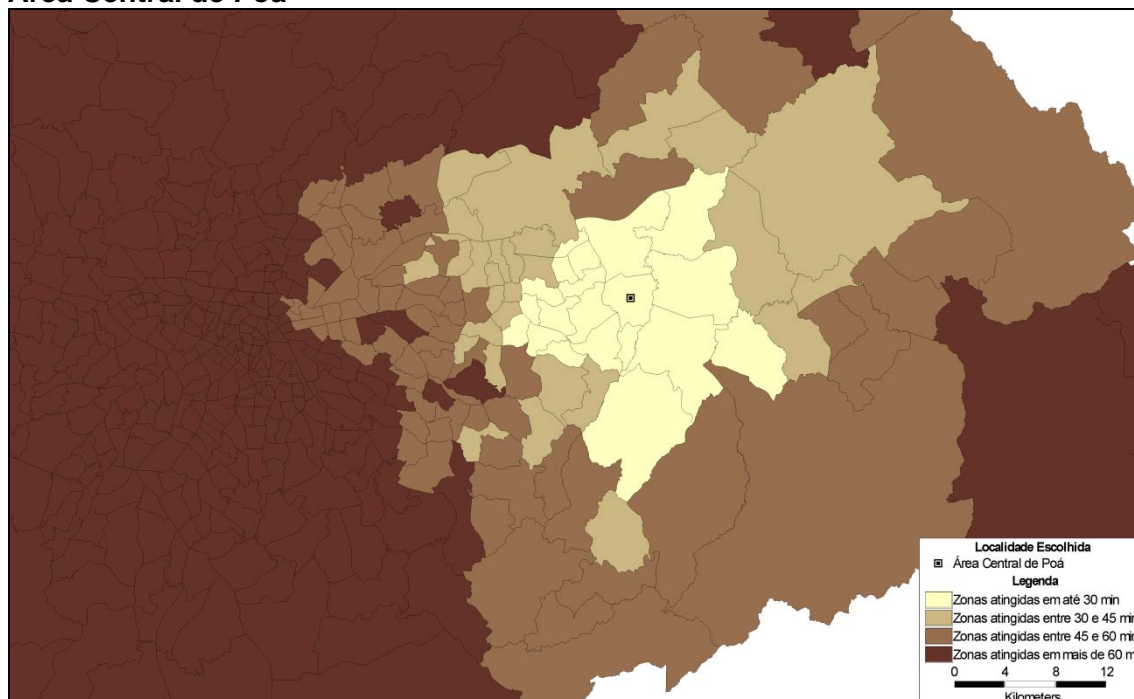 Área Central de Poá
Localidade Escolhida
Área Central de Poá
Legenda
Zonas atingidas em até 30 min
Zonas atingidas entre 30 e 45 min
Zonas atingidas entre 45 e 60 min
Zonas atingidas em mais de 60 m
0 4 8 12
Kilometers